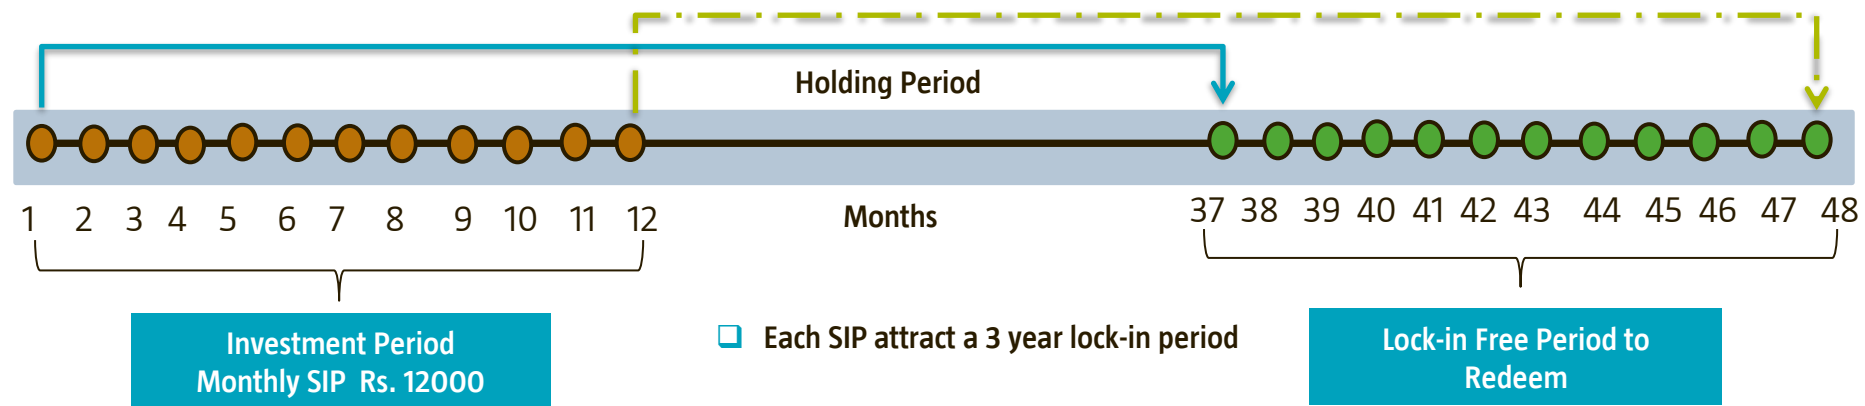 Holding Period
1 2 3 4 5 6 7 8 9 10 11 12 Months 37 38 39 40 41 42 43 44 45 46 47 48
Investment Period
Monthly SIP Rs. 12000
Each SIP attract a 3 year lock-in period
Lock-in Free Period to
Redeem